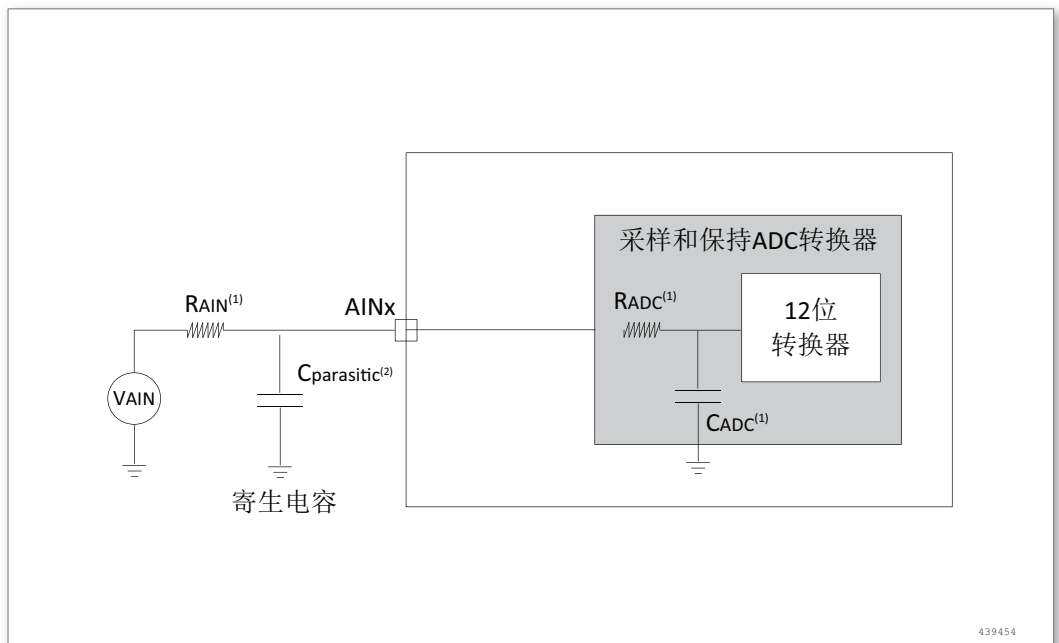 采样和保持ADC转换器
RAIN(1)
AINx
RADC(1)
12位
转换器
VAIN
Cparasitic(2)
CADC(1)
寄生电容
439454